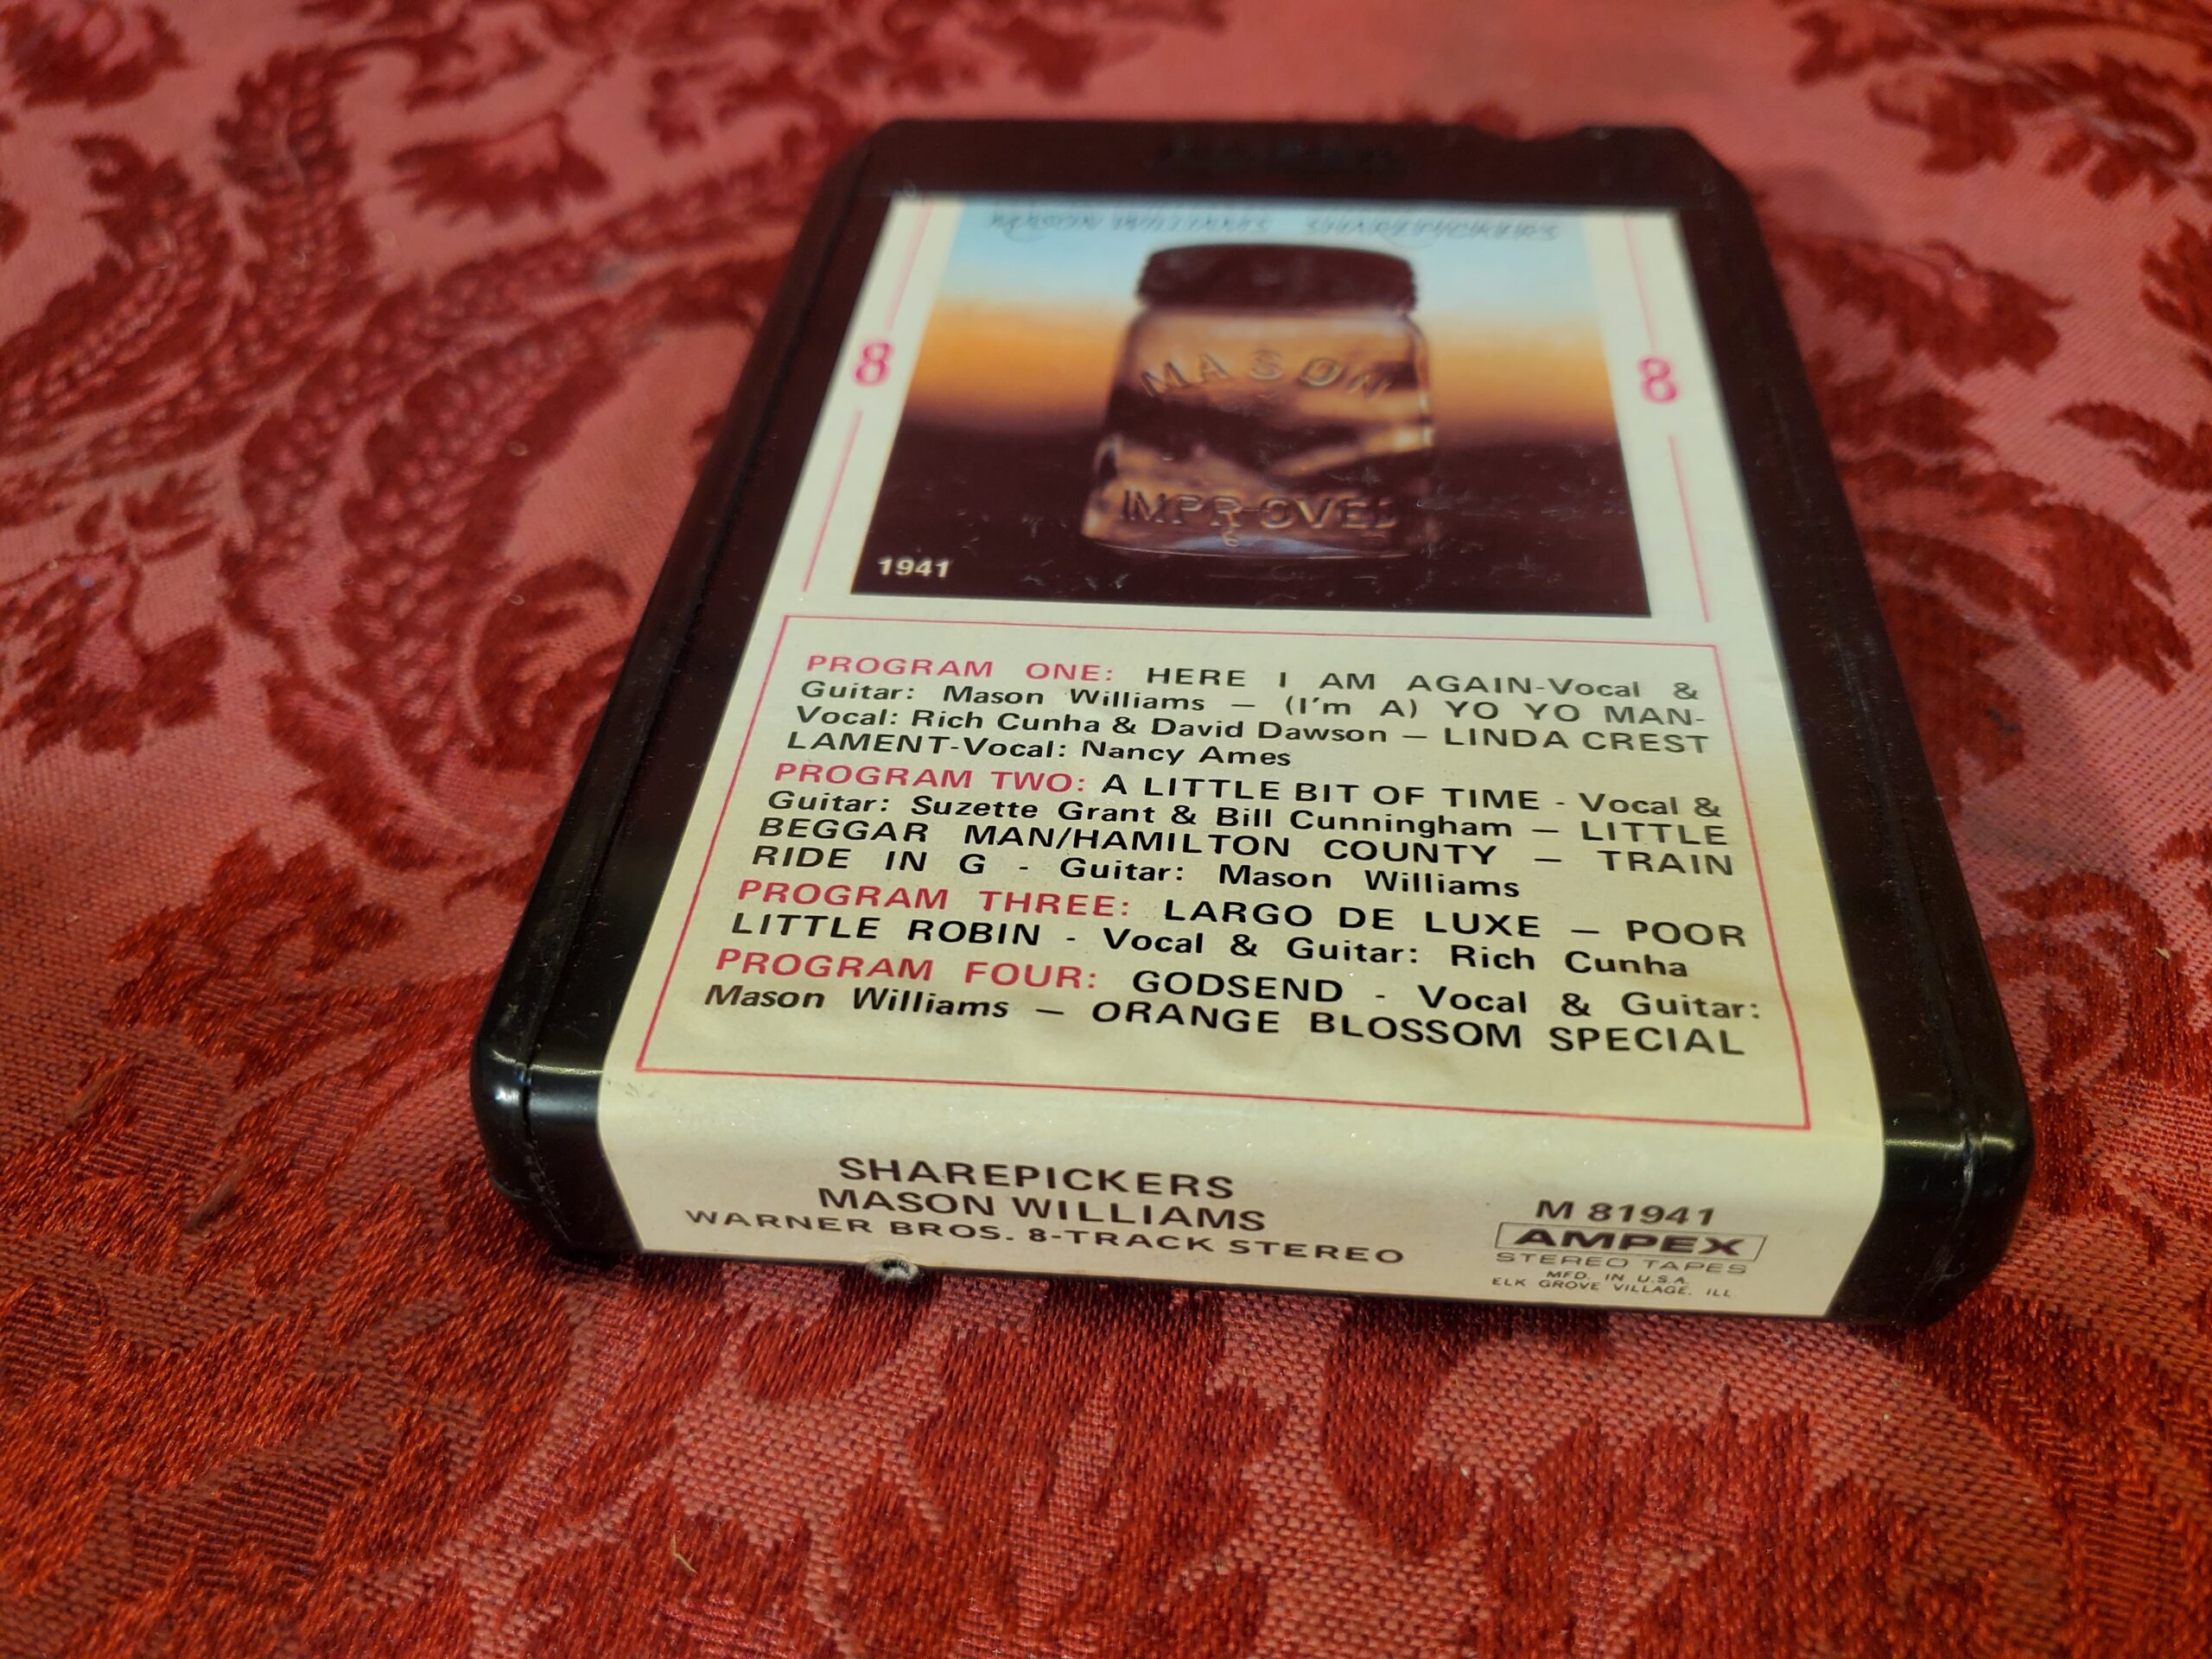 MASON WILLIAMS SHAREPICKERS
MASON
IMPROVED
6
8
8
1941
PROGRAM ONE: HERE I AM AGAIN-Vocal &
Guitar: Mason Williams — (I'm A) YO YO MAN-
Vocal: Rich Cunha & David Dawson — LINDA CREST
LAMENT-Vocal: Nancy Ames
PROGRAM TWO: A LITTLE BIT OF TIME - Vocal &
Guitar: Suzette Grant & Bill Cunningham — LITTLE
BEGGAR MAN/HAMILTON COUNTY — TRAIN
RIDE IN G - Guitar: Mason Williams
PROGRAM THREE: LARGO DE LUXE — POOR
LITTLE ROBIN - Vocal & Guitar: Rich Cunha
PROGRAM FOUR: GODSEND - Vocal & Guitar:
Mason Williams — ORANGE BLOSSOM SPECIAL
SHAREPICKERS
MASON WILLIAMS
WARNER BROS. 8-TRACK STEREO
M 81941
AMPEX
STEREO TAPES
MFD. IN U.S.A.
ELK GROVE VILLAGE, ILL